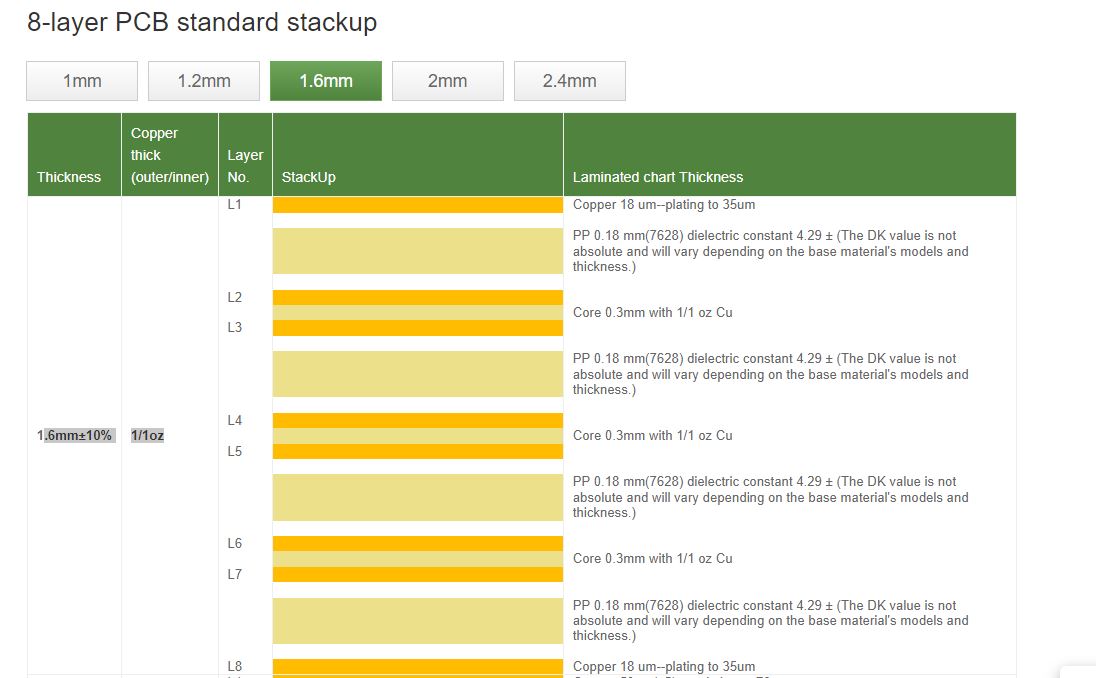 8-layer PCB standard stackup
1mm
1.2mm
1.6mm
2mm
2.4mm
Thickness
Copper
thick
(outer/inner)
Layer
No.
StackUp
Laminated chart Thickness
L1
Copper 18 um--plating to 35um
PP 0.18 mm(7628) dielectric constant 4.29 ± (The DK value is not
absolute and will vary depending on the base material's models and
thickness.)
L2
Core 0.3mm with 1/1 oz Cu
L3
PP 0.18 mm(7628) dielectric constant 4.29 ± (The DK value is not
absolute and will vary depending on the base material's models and
thickness.)
L4
1.6mm±10%
1/1oz
Core 0.3mm with 1/1 oz Cu
L5
PP 0.18 mm(7628) dielectric constant 4.29 ± (The DK value is not
absolute and will vary depending on the base material's models and
thickness.)
L6
Core 0.3mm with 1/1 oz Cu
L7
PP 0.18 mm(7628) dielectric constant 4.29 ± (The DK value is not
absolute and will vary depending on the base material's models and
thickness.)
L8
Copper 18 um--plating to 35um